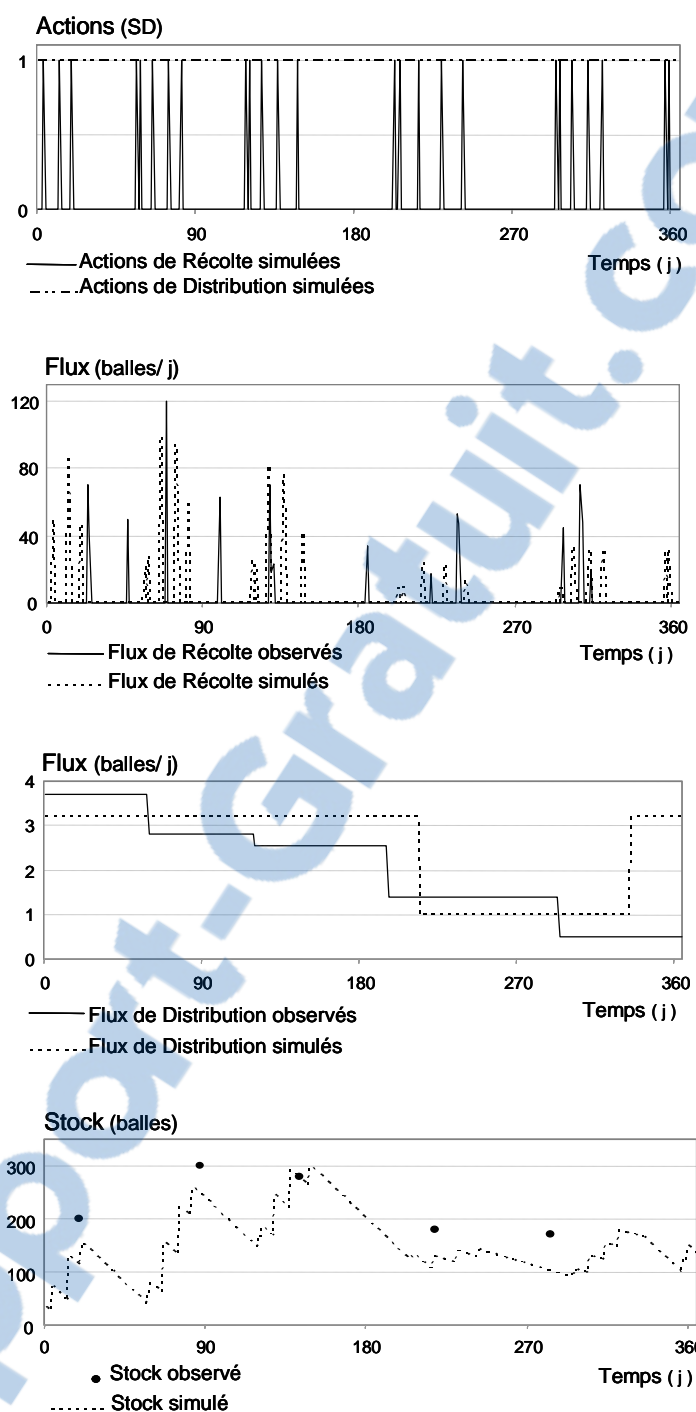 Actions (SD)
1
0
0 90 180 270 360
Actions de Récolte simulées
Temps ( j )
Actions de Distribution simulées
Flux (balles/ j)
120
80
40
0
0 90 180 270 360
Flux de Récolte observés
Temps ( j )
Flux de Récolte simulés
Flux (balles/ j)
4
3
2
1
0
0 90 180 270 360
Flux de Distribution observés
Temps ( j )
Flux de Distribution simulés
Stock (balles)
300
200
100
0
0 90 180 270 360
Stock observé
Temps ( j )
Stock simulé
pport-Gratuit.co